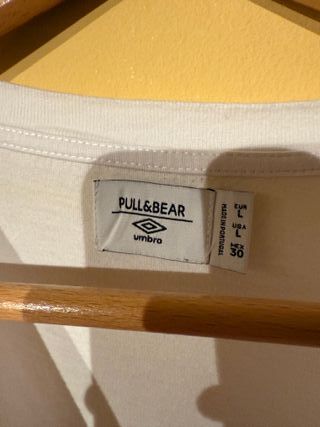 PULL&BEAR
umbro
MADE IN PORTUGAL
EUR
L
USA
L
MEX
30